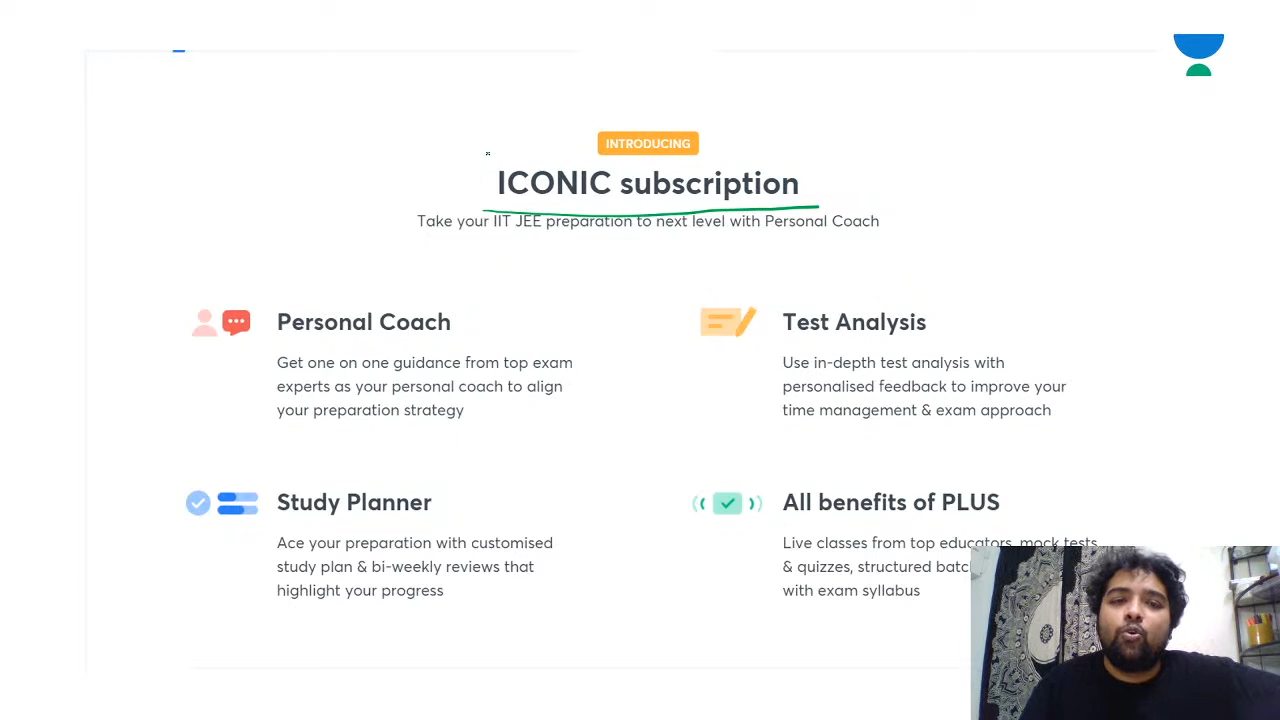 INTRODUCING
ICONIC subscription
Take your IIT JEE preparation to next level with Personal Coach
Personal Coach
Get one on one guidance from top exam
experts as your personal coach to align
your preparation strategy
Test Analysis
Use in-depth test analysis with
personalised feedback to improve your
time management & exam approach
Study Planner
Ace your preparation with customised
study plan & bi-weekly reviews that
highlight your progress
All benefits of PLUS
Live classes from top educators, mock tests
& quizzes, structured batc
with exam syllabus